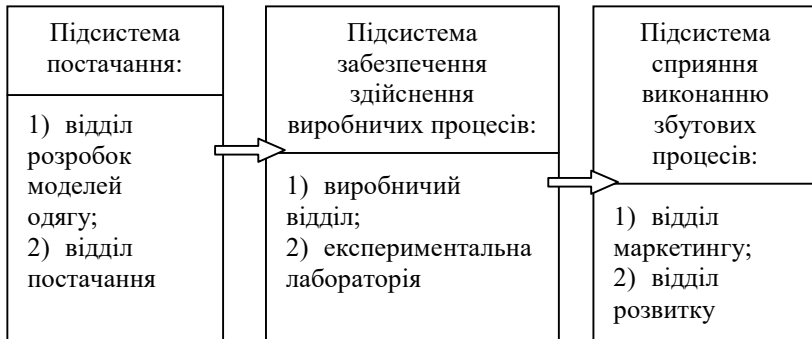 Підсистема
постачання:
1) відділ
розробок
моделей
одягу;
2) відділ
постачання
Підсистема
забезпечення
здійснення
виробничих процесів:
1) виробничий
відділ;
2) експериментальна
лабораторія
Підсистема
сприяння
виконанню
збутових
процесів:
1) відділ
маркетингу;
2) відділ
розвитку